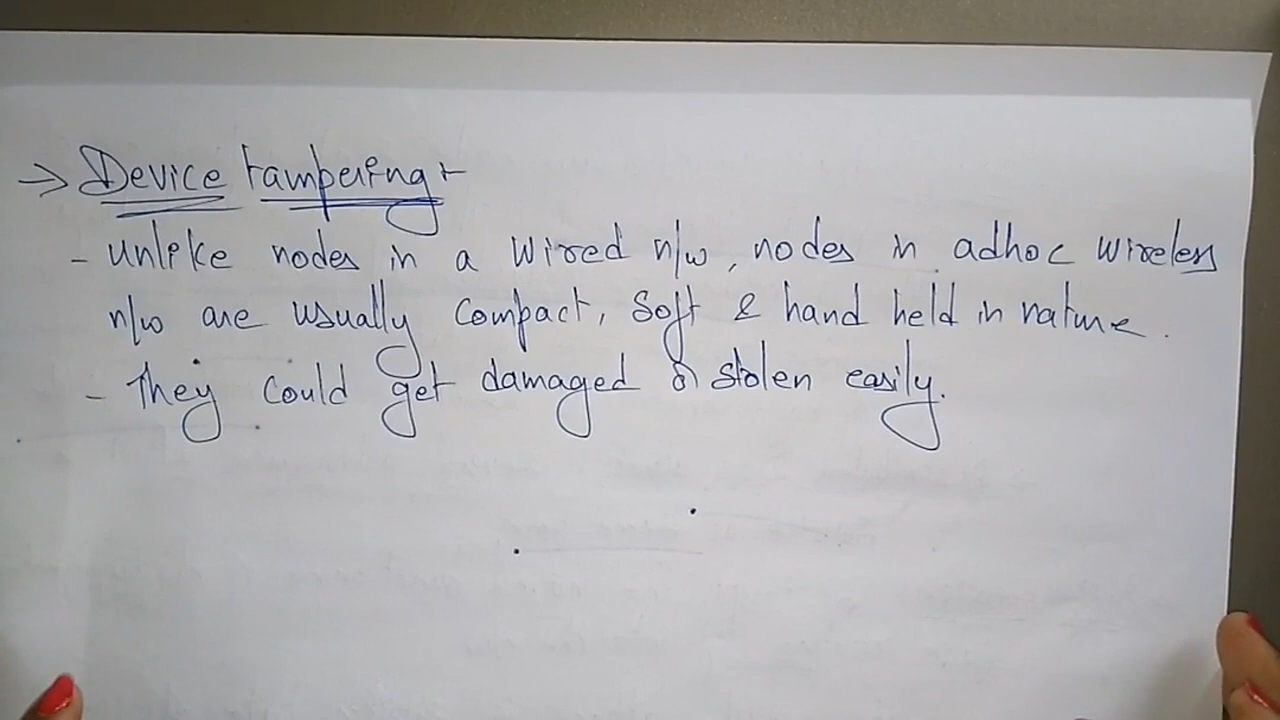 → Device tampering:-
- Unlike nodes in a wired n/w, nodes in adhoc wireless
n/w are usually compact, soft & hand held in nature.
- They could get damaged or stolen easily.